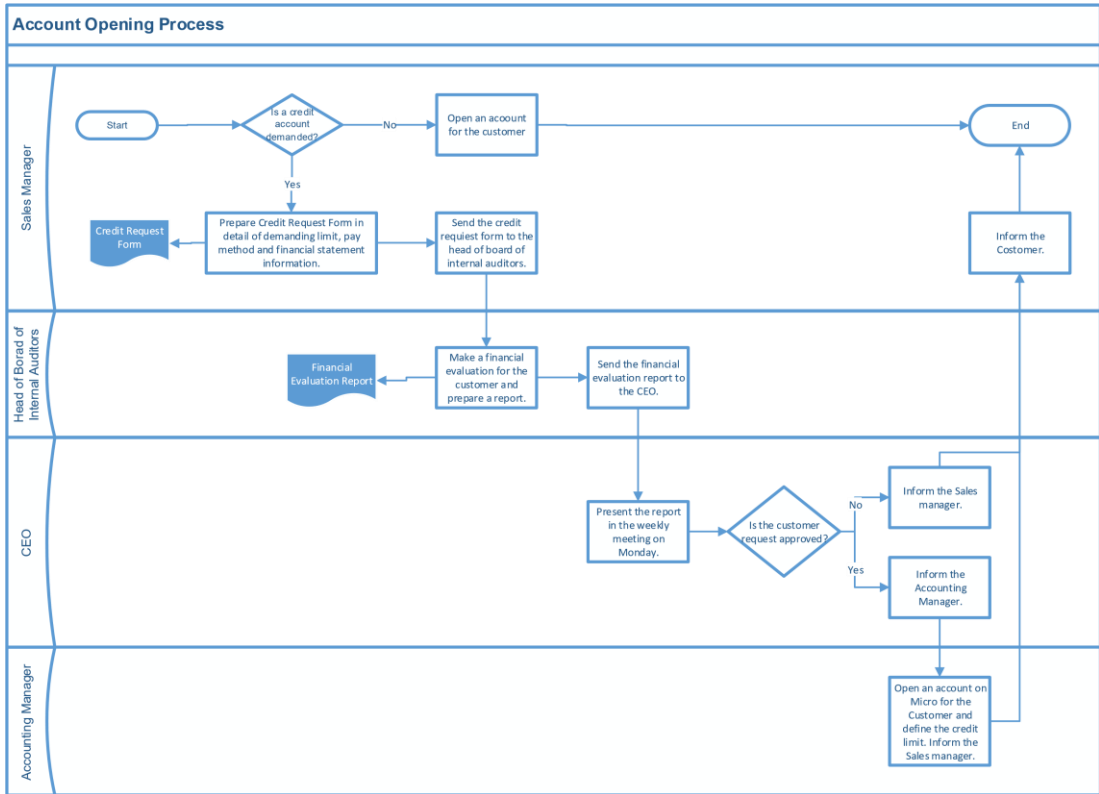 Account Opening Process
Sales Manager
Start
Is a credit
account
demanded?
No
Open an acoount
for the customer
End
Yes
Credit Request
Form
Prepare Credit Request Form in
detail of demanding limit, pay
method and financial statement
information.
Send the credit
requiest form to the
head of board of
internal auditors.
Inform the
Costomer.
Head of Borad of
Internal Auditors
Financial
Evaluation Report
Make a financial
evaluation for the
customer and
prepare a report.
Send the financial
evaluation report to
the CEO.
CEO
Present the report
in the weekly
meeting on
Monday.
Is the customer
request approved?
No
Inform the Sales
manager.
Yes
Inform the
Accounting
Manager.
Accounting Manager
Open an account on
Micro for the
Customer and
define the credit
limit. Inform the
Sales manager.